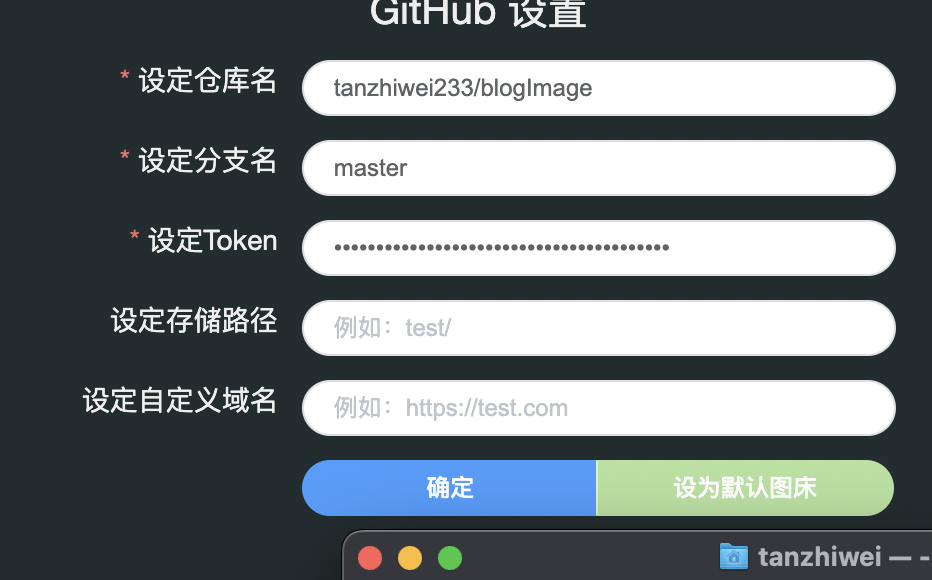 GitHub 设置
* 设定仓库名 tanzhiwei233/blogImage
* 设定分支名 master
* 设定Token ••••••••••••••••••••••••••••••••••••••••
设定存储路径 例如：test/
设定自定义域名 例如：https://test.com
确定 设为默认图床
tanzhiwei — -